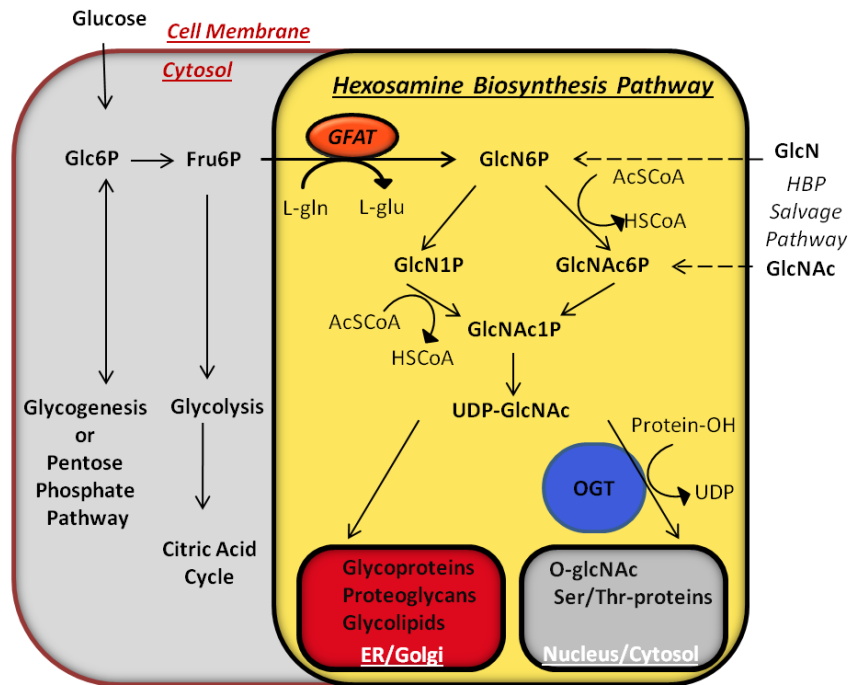 Glucose
Cell Membrane
Cytosol
Hexosamine Biosynthesis Pathway
GFAT
Glc6P
Fru6P
GlcN6P
GlcN
L-gln
L-glu
AcSCoA
HSCoA
HBP
Salvage
Pathway
GlcN1P
GlcNAc6P
GlcNAc
AcSCoA
HSCoA
GlcNAc1P
Glycogenesis
or
Pentose
Phosphate
Pathway
Glycolysis
UDP-GlcNAc
Protein-OH
OGT
UDP
Citric Acid
Cycle
Glycoproteins
Proteoglycans
Glycolipids
ER/Golgi
O-glcNAc
Ser/Thr-proteins
Nucleus/Cytosol